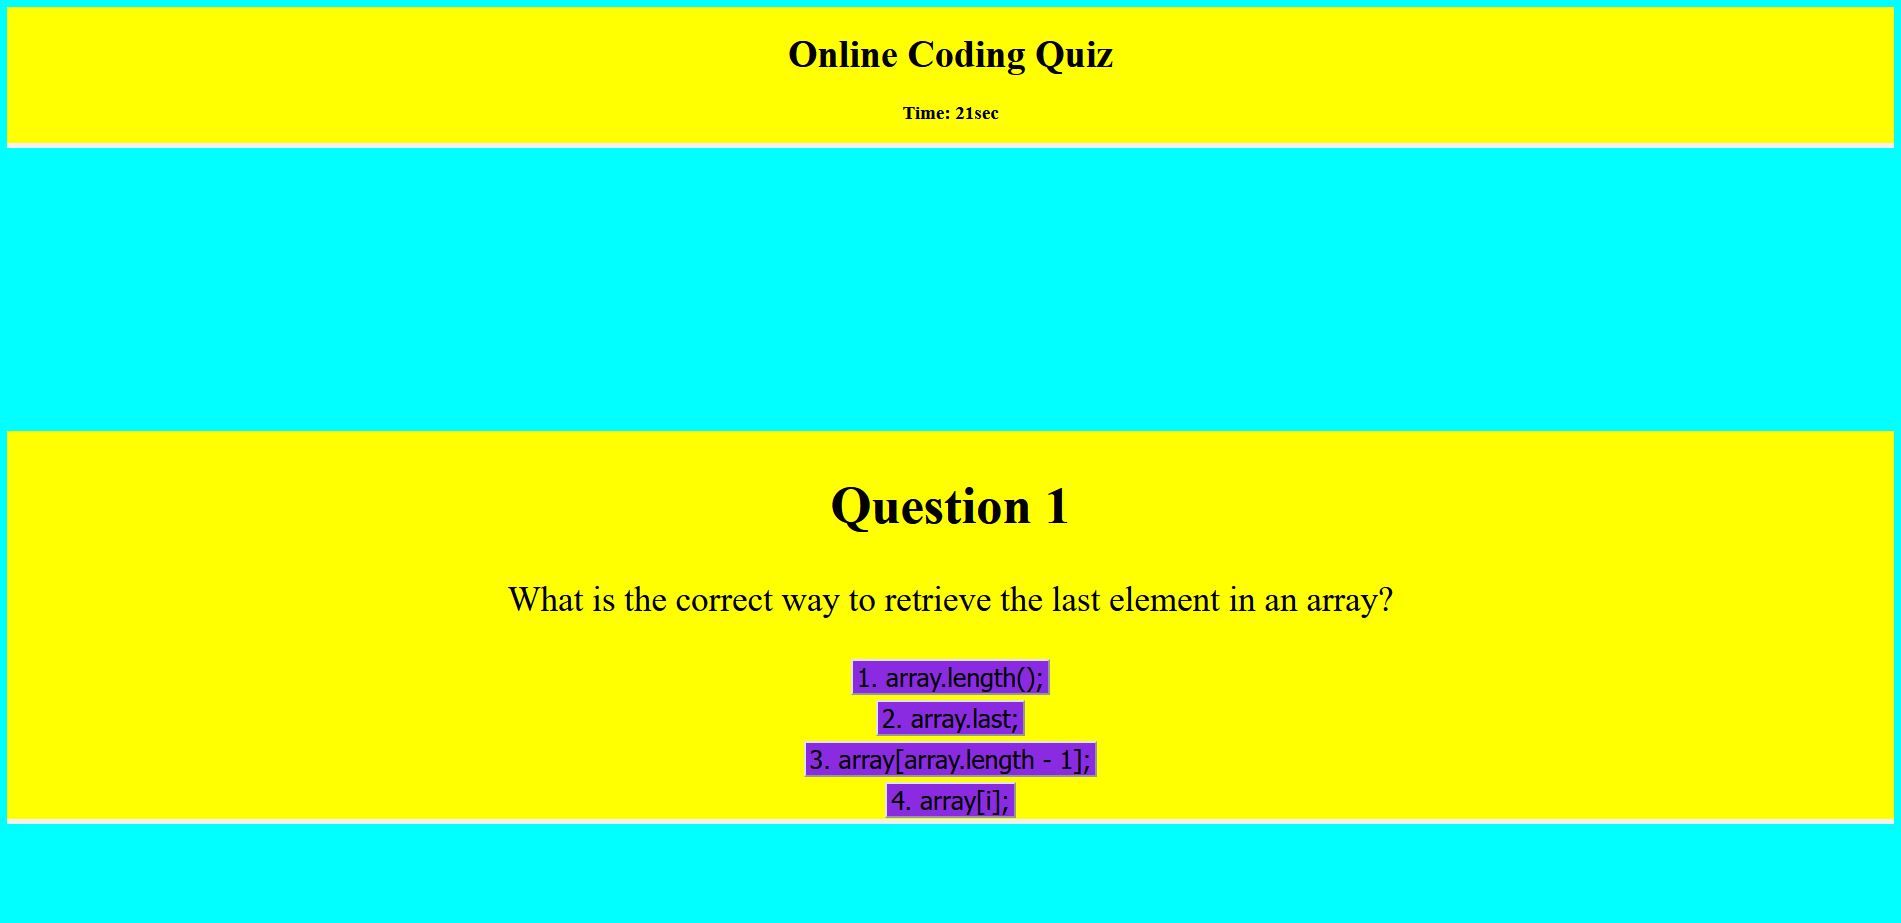 Online Coding Quiz
Time: 21sec
Question 1
What is the correct way to retrieve the last element in an array?
1. array.length();
2. array.last;
3. array[array.length - 1];
4. array[i];